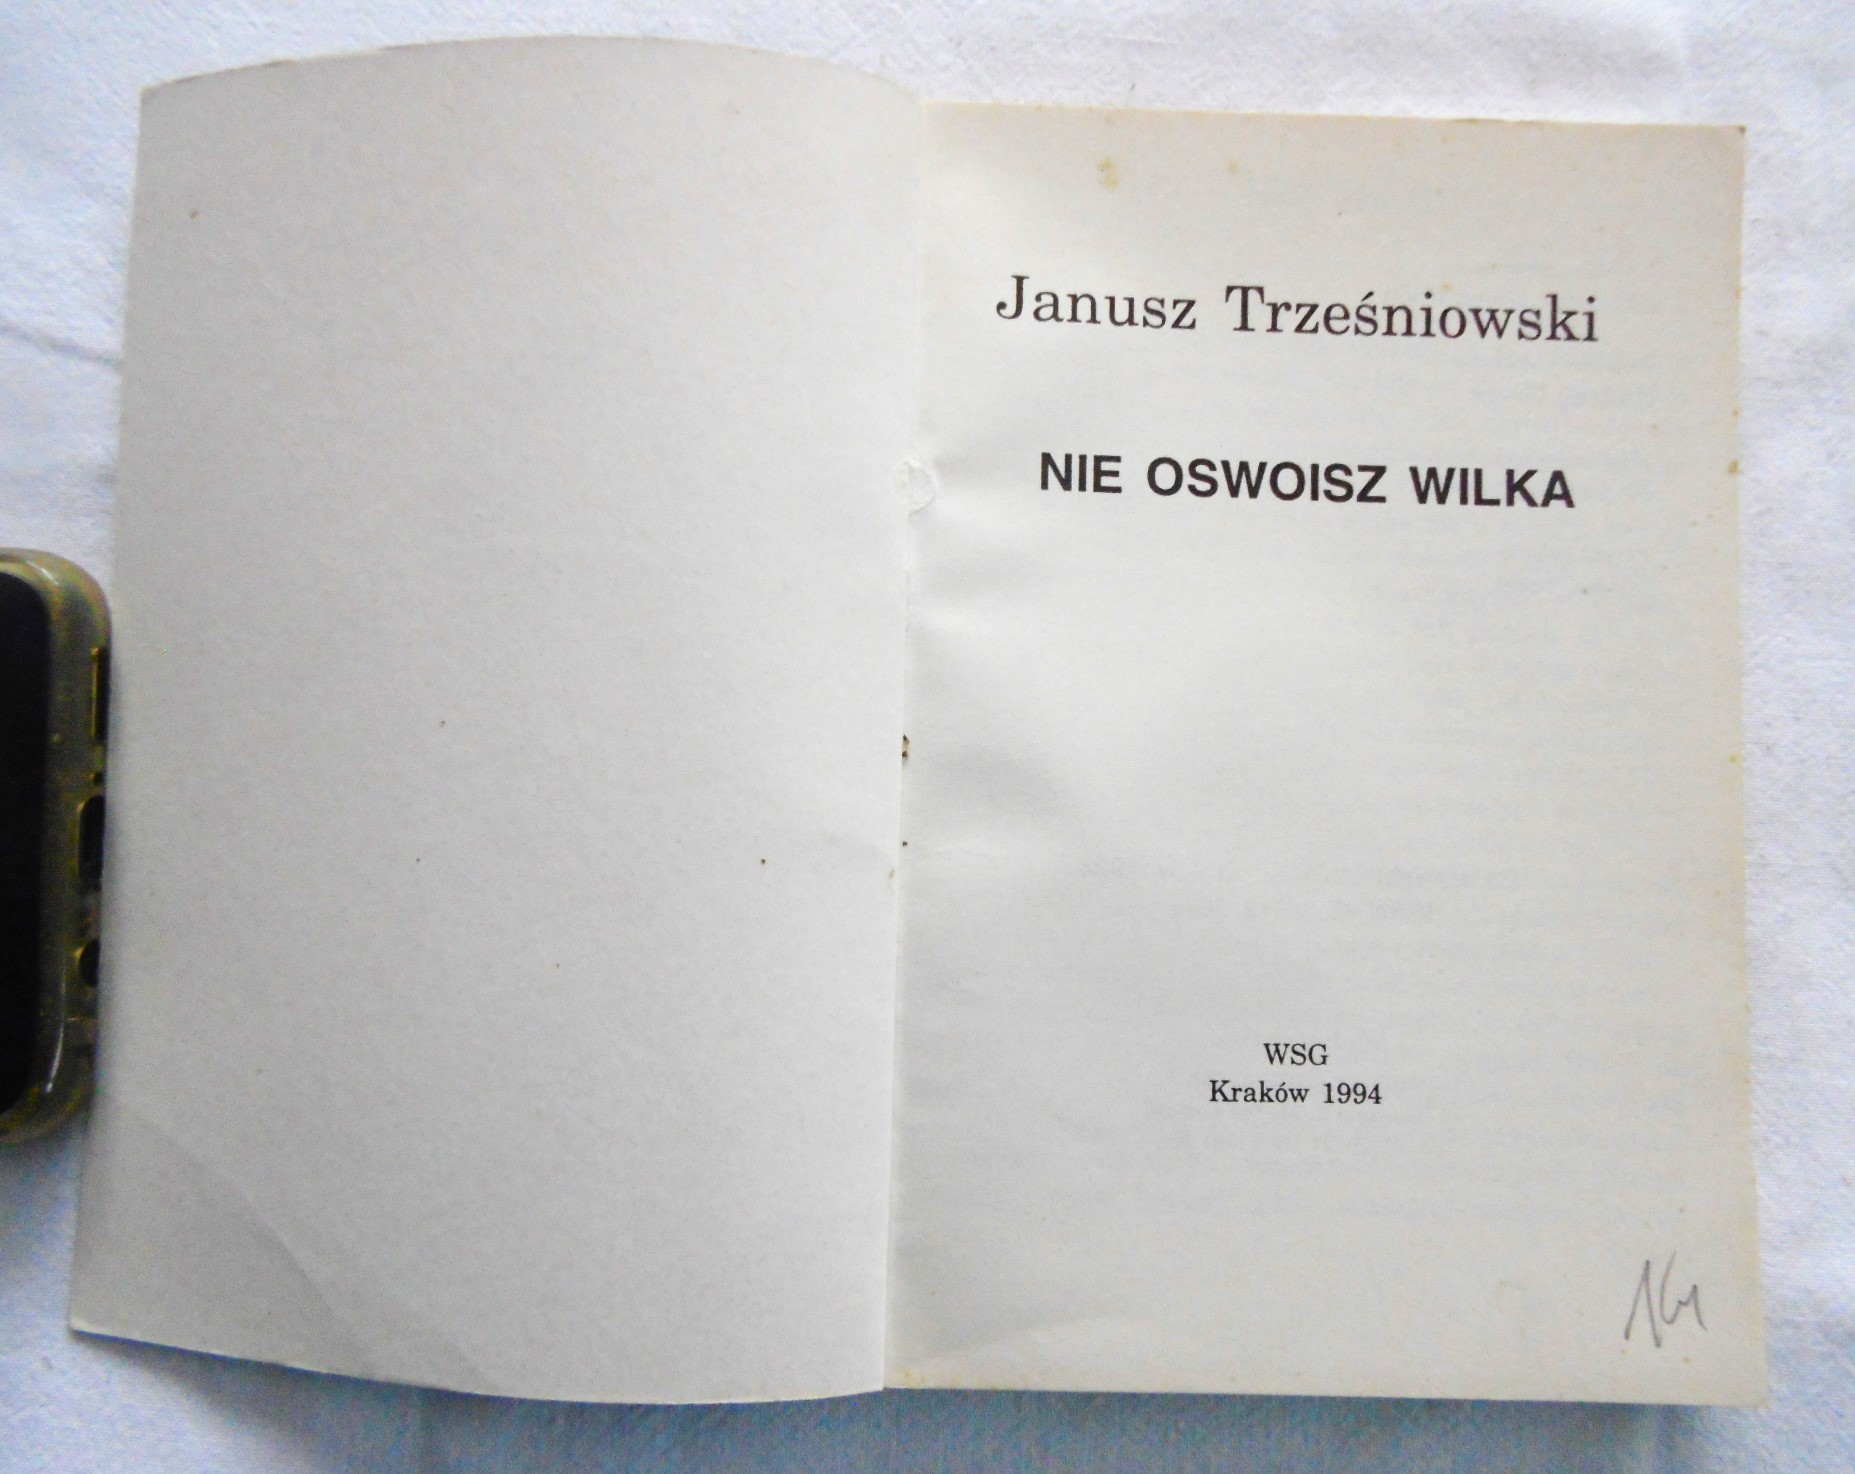 Janusz Trześniowski
NIE OSWOISZ WILKA
WSG
Kraków 1994